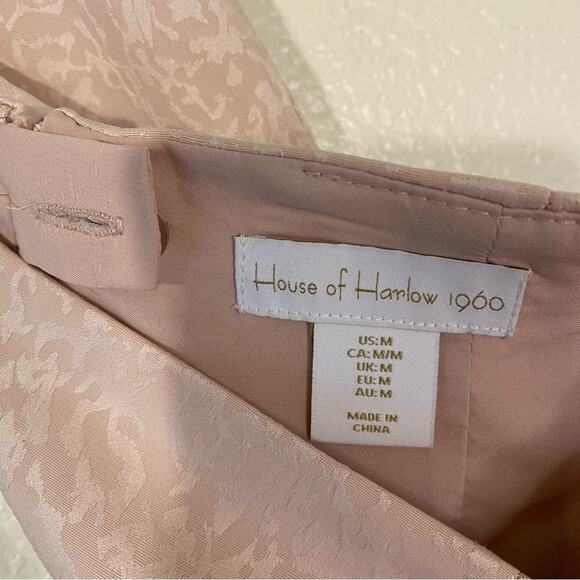 House of Harlow 1960
US: M
CA: M/M
UK: M
EU: M
AU: M
MADE IN
CHINA